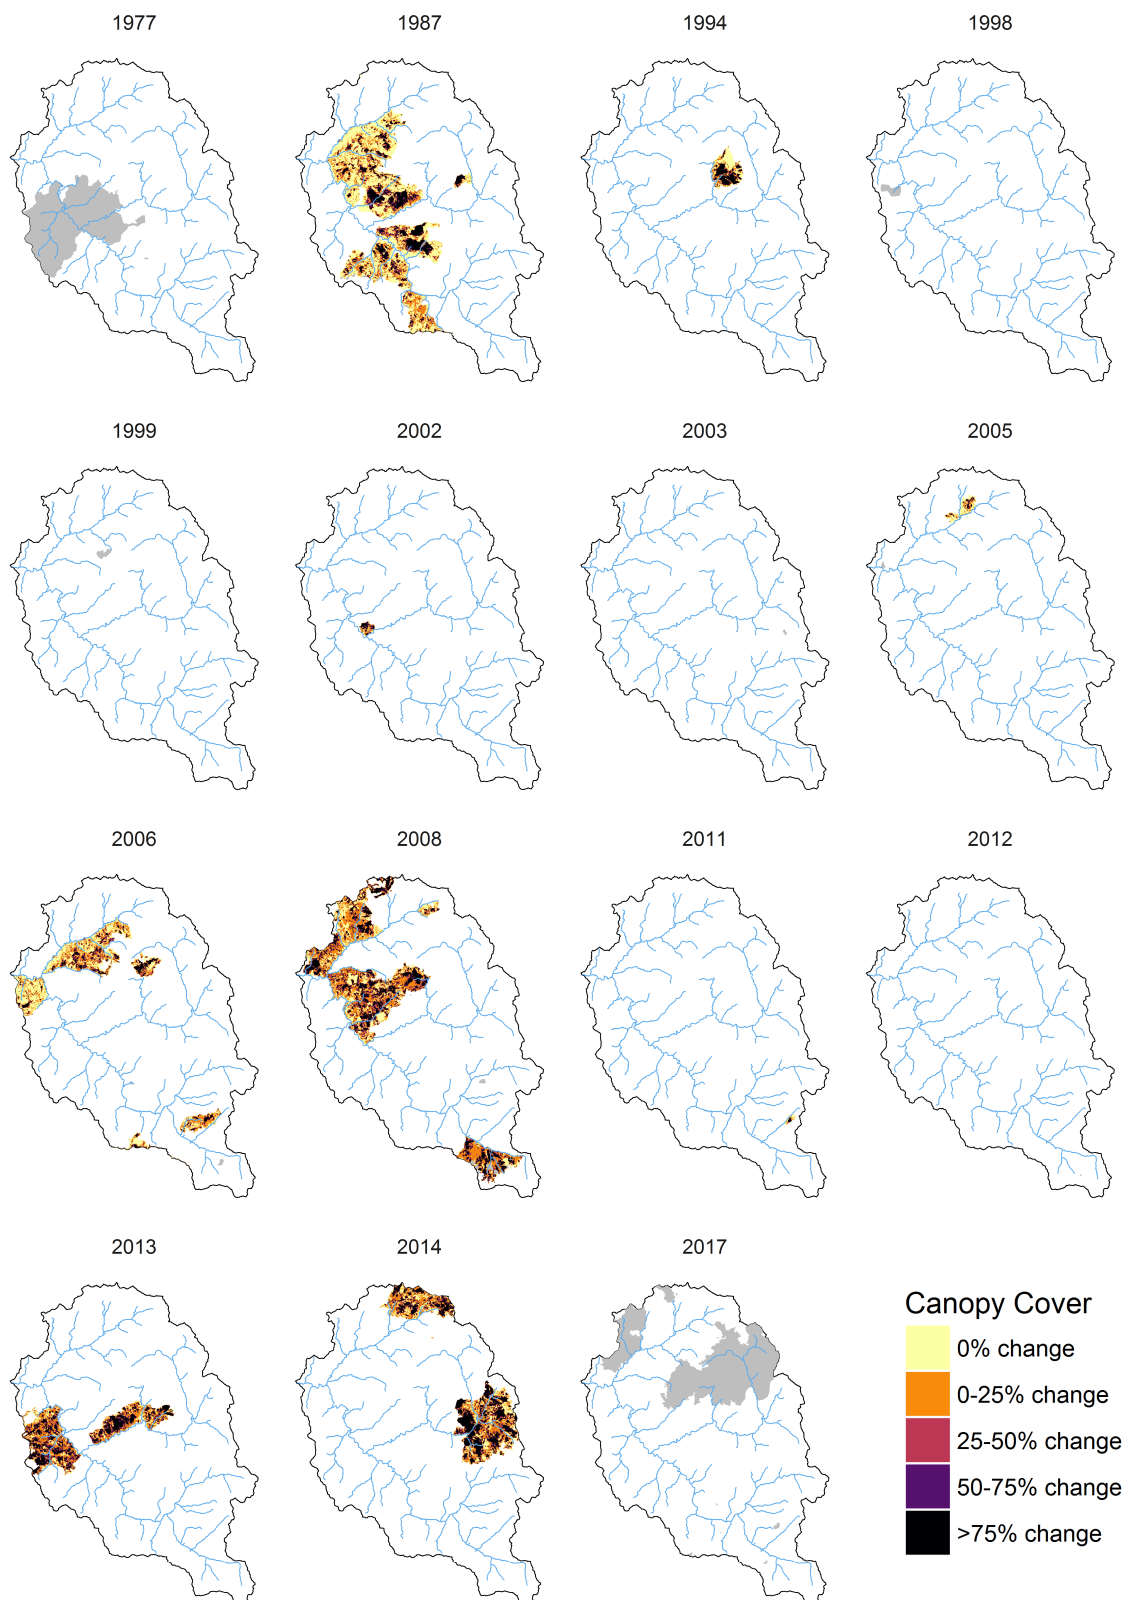 1977
1987
1994
1998
1999
2002
2003
2005
2006
2008
2011
2012
2013
2014
2017
Canopy Cover
0% change
0-25% change
25-50% change
50-75% change
>75% change